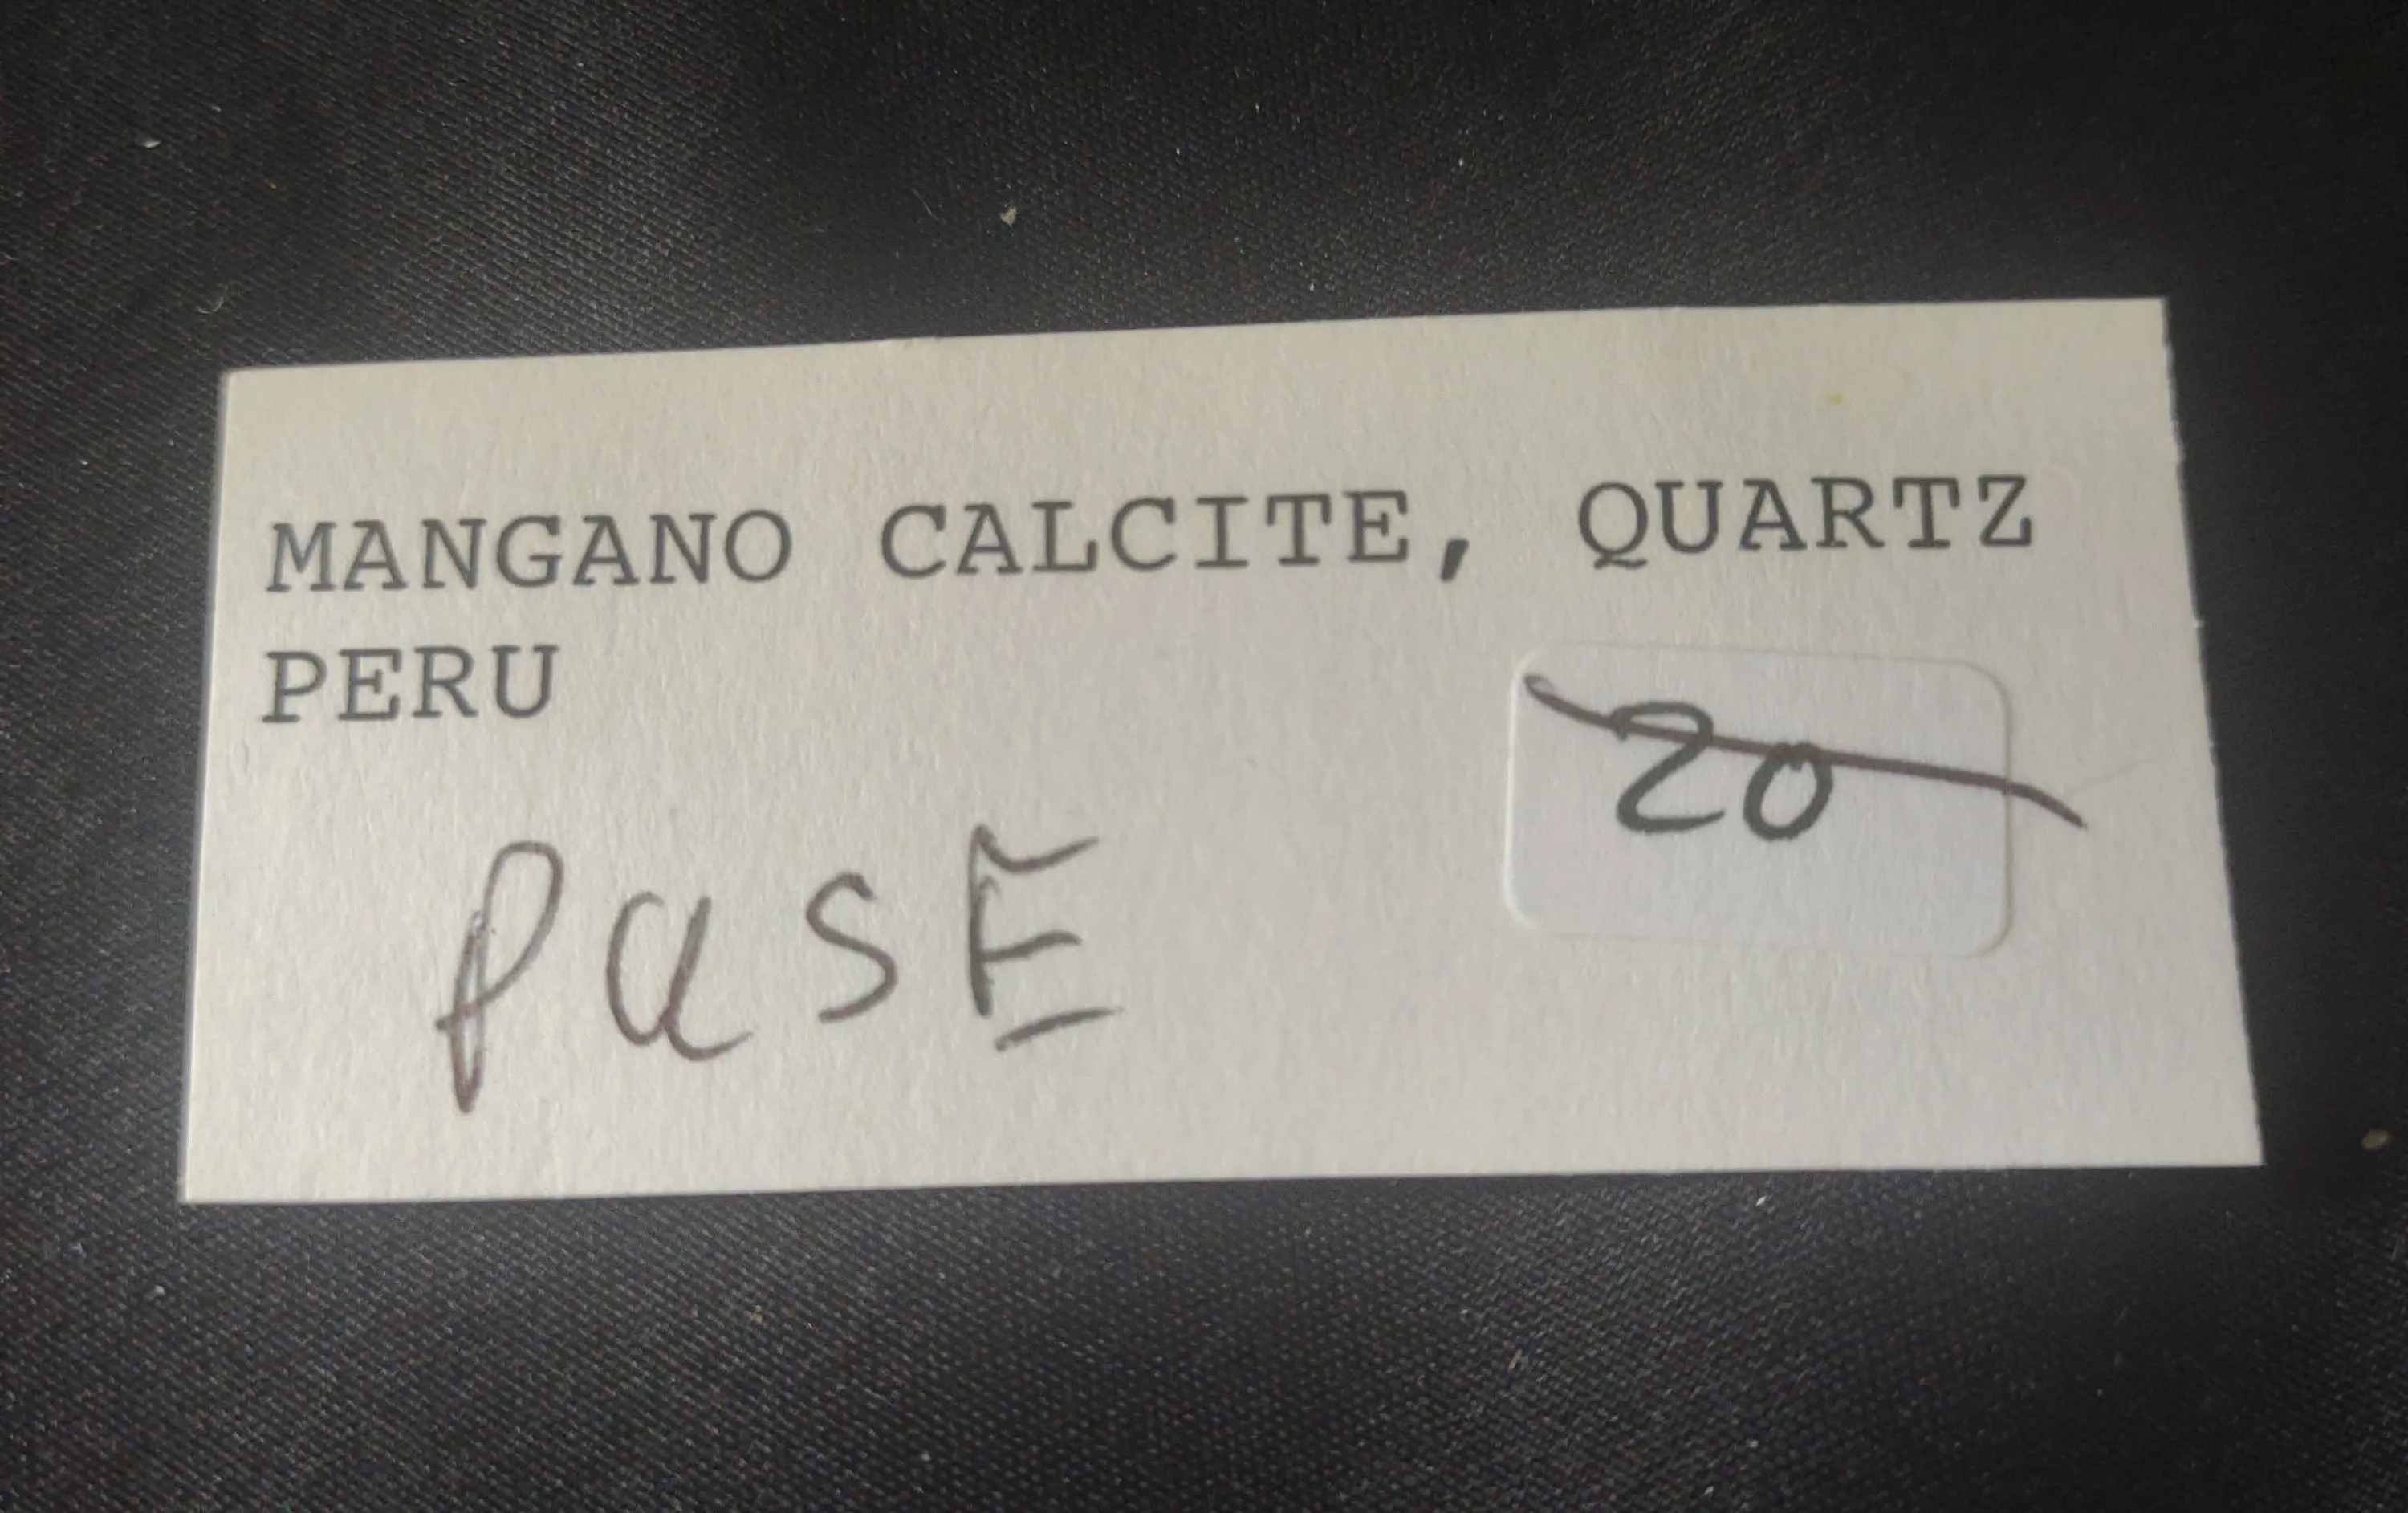 MANGANO CALCITE, QUARTZ
PERU
20
PasE